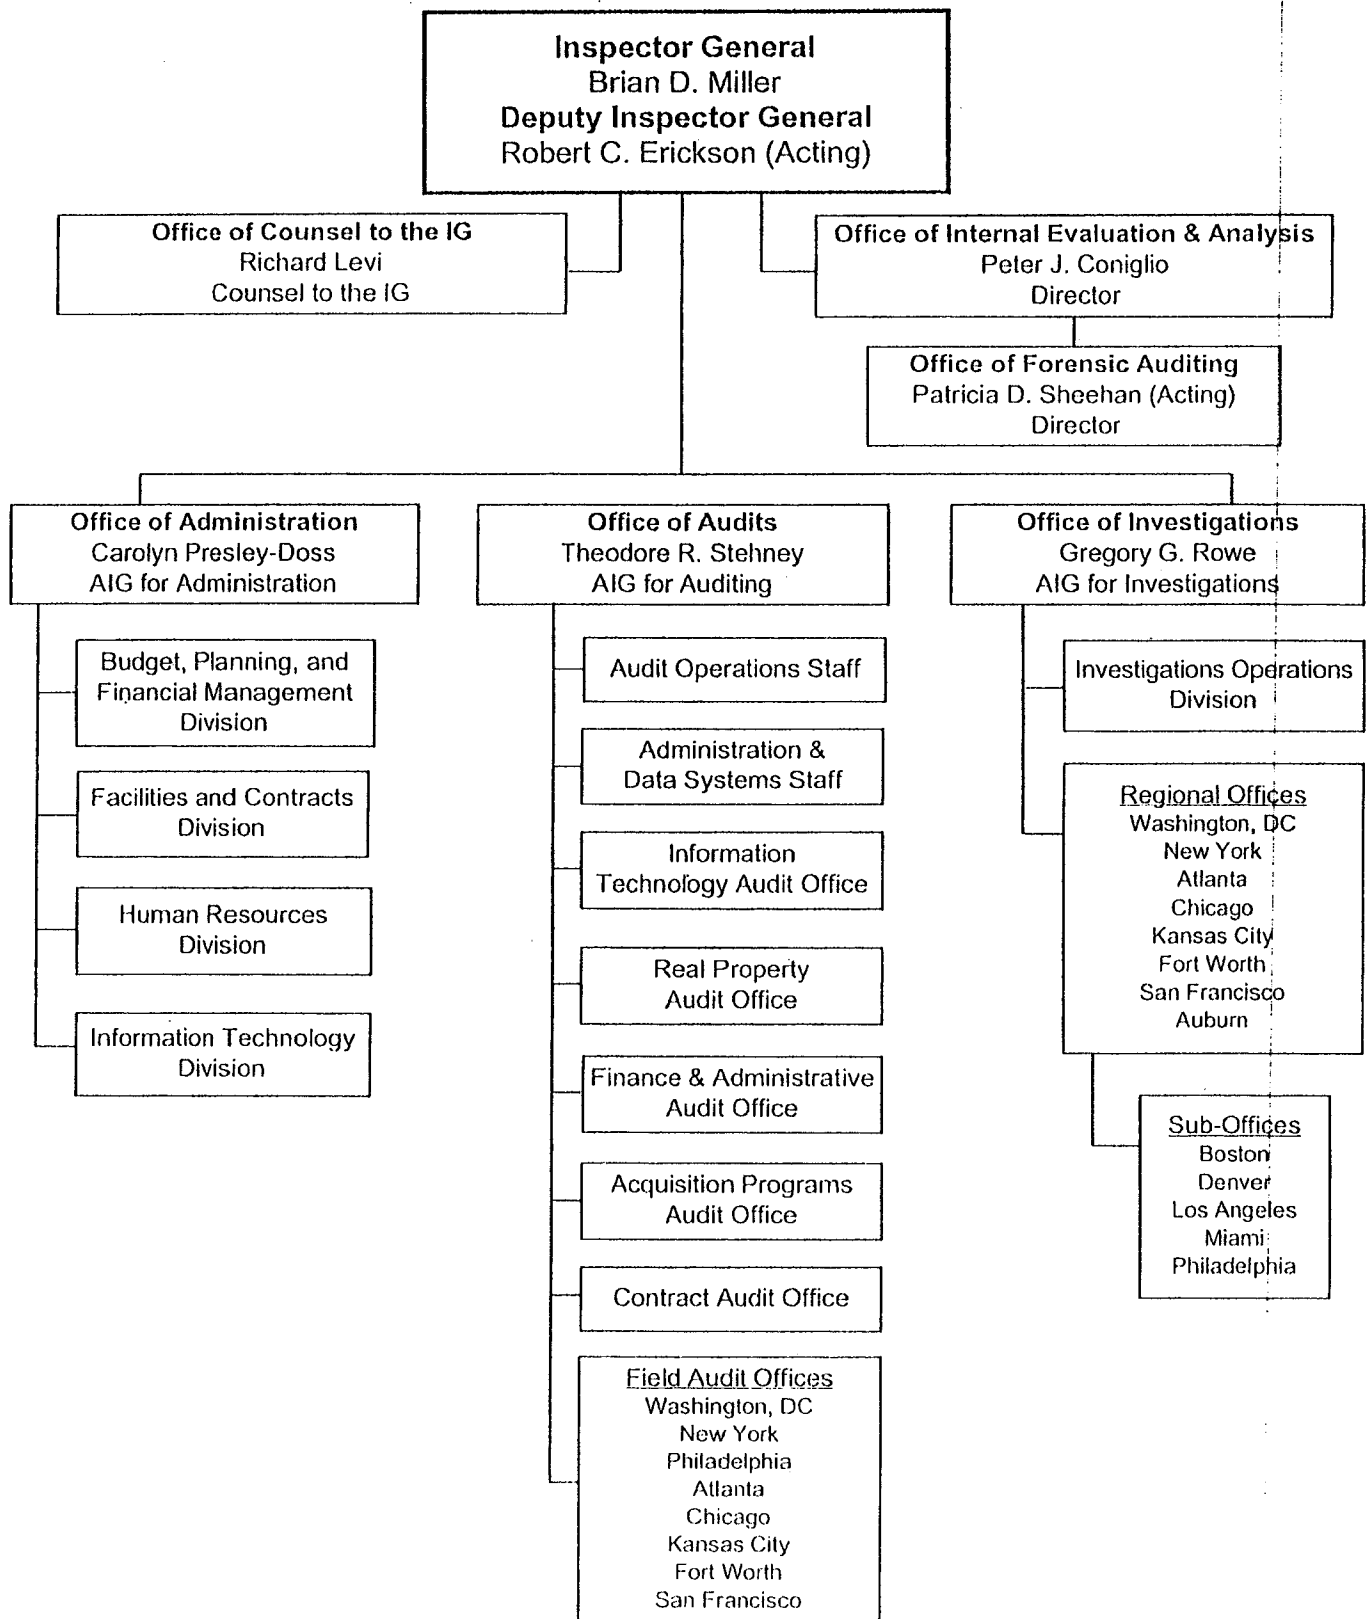 Inspector General
Brian D. Miller
Deputy Inspector General
Robert C. Erickson (Acting)
Office of Counsel to the IG
Richard Levi
Counsel to the IG
Office of Internal Evaluation & Analysis
Peter J. Coniglio
Director
Office of Forensic Auditing
Patricia D. Sheehan (Acting)
Director
Office of Administration
Carolyn Presley-Doss
AIG for Administration
Budget, Planning, and
Financial Management
Division
Facilities and Contracts
Division
Human Resources
Division
Information Technology
Division
Office of Audits
Theodore R. Stehney
AIG for Auditing
Audit Operations Staff
Administration &
Data Systems Staff
Information
Technology Audit Office
Real Property
Audit Office
Finance & Administrative
Audit Office
Acquisition Programs
Audit Office
Contract Audit Office
Field Audit Offices
Washington, DC
New York
Philadelphia
Atlanta
Chicago
Kansas City
Fort Worth
San Francisco
Office of Investigations
Gregory G. Rowe
AIG for Investigations
Investigations Operations
Division
Regional Offices
Washington, DC
New York
Atlanta
Chicago
Kansas City
Fort Worth
San Francisco
Auburn
Sub-Offices
Boston
Denver
Los Angeles
Miami
Philadelphia